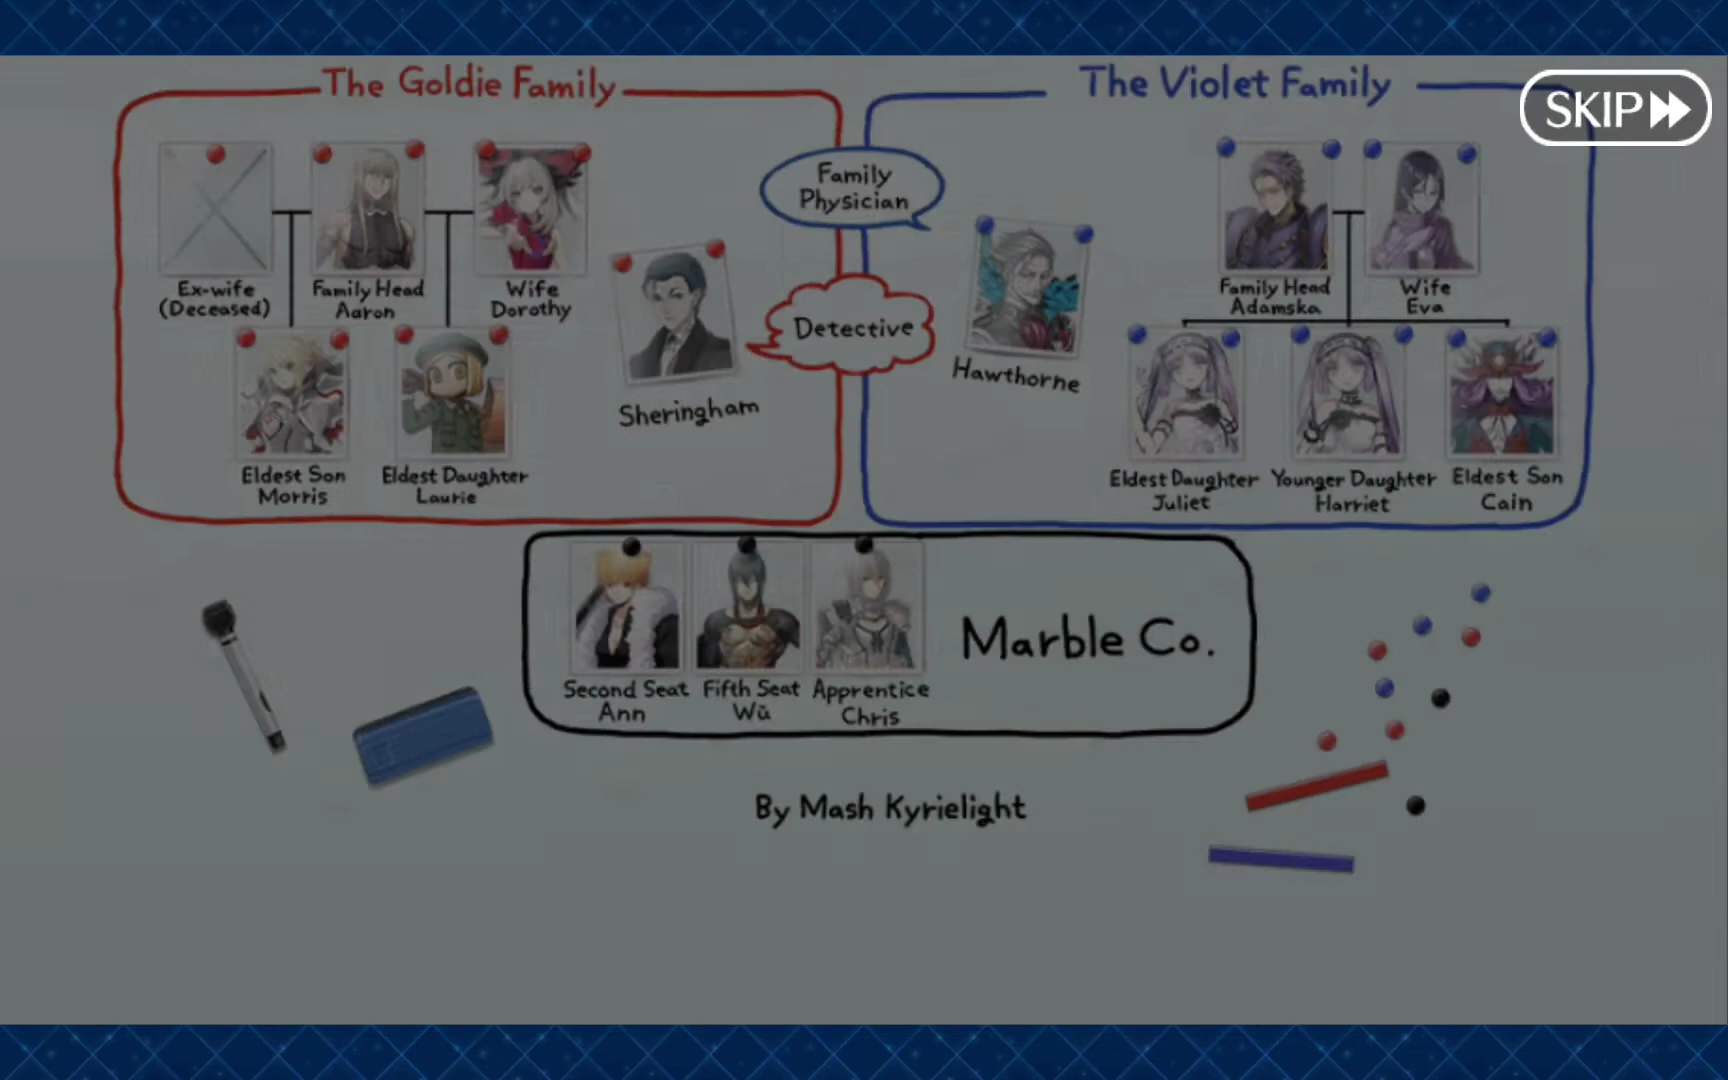 The Goldie Family
The Violet Family
SKIP
Family
Physician
Detective
Ex-wife
(Deceased)
Family Head
Aaron
Wife
Dorothy
Eldest Son
Morris
Eldest Daughter
Laurie
Sheringham
Hawthorne
Family Head
Adamska
Wife
Eva
Eldest Daughter
Juliet
Younger Daughter
Harriet
Eldest Son
Cain
Second Seat
Ann
Fifth Seat
Wŭ
Apprentice
Chris
Marble Co.
By Mash Kyrielight